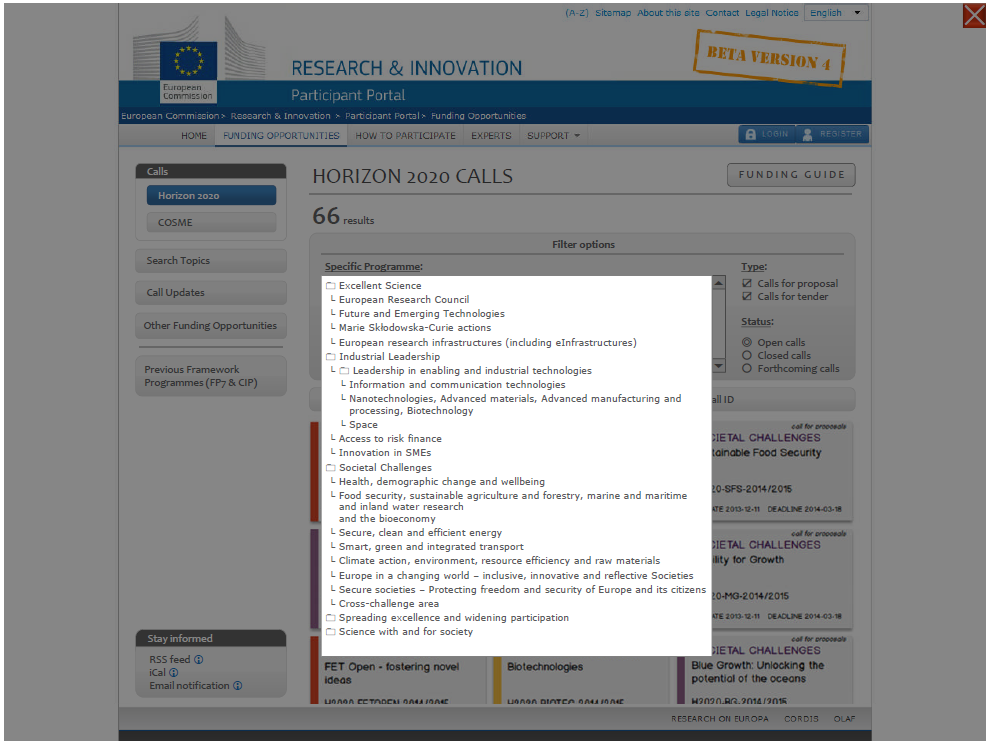 (A-Z) Sitemap About this site Contact Legal Notice English
BETA VERSION 4
European
Commission
RESEARCH & INNOVATION
Participant Portal
European Commission> Research & Innovation > Participant Portal> Funding Opportunities
HOME FUNDING OPPORTUNITIES HOW TO PARTICIPATE EXPERTS SUPPORT LOGIN REGISTER
Calls
Horizon 2020
COSME
Search Topics
Call Updates
Other Funding Opportunities
Previous Framework
Programmes (FP7 & CIP)
HORIZON 2020 CALLS
FUNDING GUIDE
66 results
Filter options
Specific Programme:
Excellent Science
European Research Council
Future and Emerging Technologies
Marie Skłodowska-Curie actions
European research infrastructures (including eInfrastructures)
Industrial Leadership
Leadership in enabling and industrial technologies
Information and communication technologies
Nanotechnologies, Advanced materials, Advanced manufacturing and
processing, Biotechnology
Space
Access to risk finance
Innovation in SMEs
Societal Challenges
Health, demographic change and wellbeing
Food security, sustainable agriculture and forestry, marine and maritime
and inland water research
and the bioeconomy
Secure, clean and efficient energy
Smart, green and integrated transport
Climate action, environment, resource efficiency and raw materials
Europe in a changing world – inclusive, innovative and reflective Societies
Secure societies – Protecting freedom and security of Europe and its citizens
Cross-challenge area
Spreading excellence and widening participation
Science with and for society
Type:
Calls for proposal
Calls for tender
Status:
Open calls
Closed calls
Forthcoming calls
all ID
call for proposals
IETAL CHALLENGES
tainable Food Security
20-SFS-2014/2015
ATE 2013-12-11 DEADLINE 2014-03-18
call for proposals
IETAL CHALLENGES
ility for Growth
20-MG-2014/2015
ATE 2013-12-11 DEADLINE 2014-03-18
call for proposals
IETAL CHALLENGES
Blue Growth: Unlocking the
potential of the oceans
H2020-BG-2014/2015
FET Open - fostering novel
ideas
H2020-FETOPEN-2014/2015
Biotechnologies
H2020-BIOTEC-2014/2015
Stay informed
RSS feed
iCal
Email notification
RESEARCH ON EUROPA CORDIS OLAF